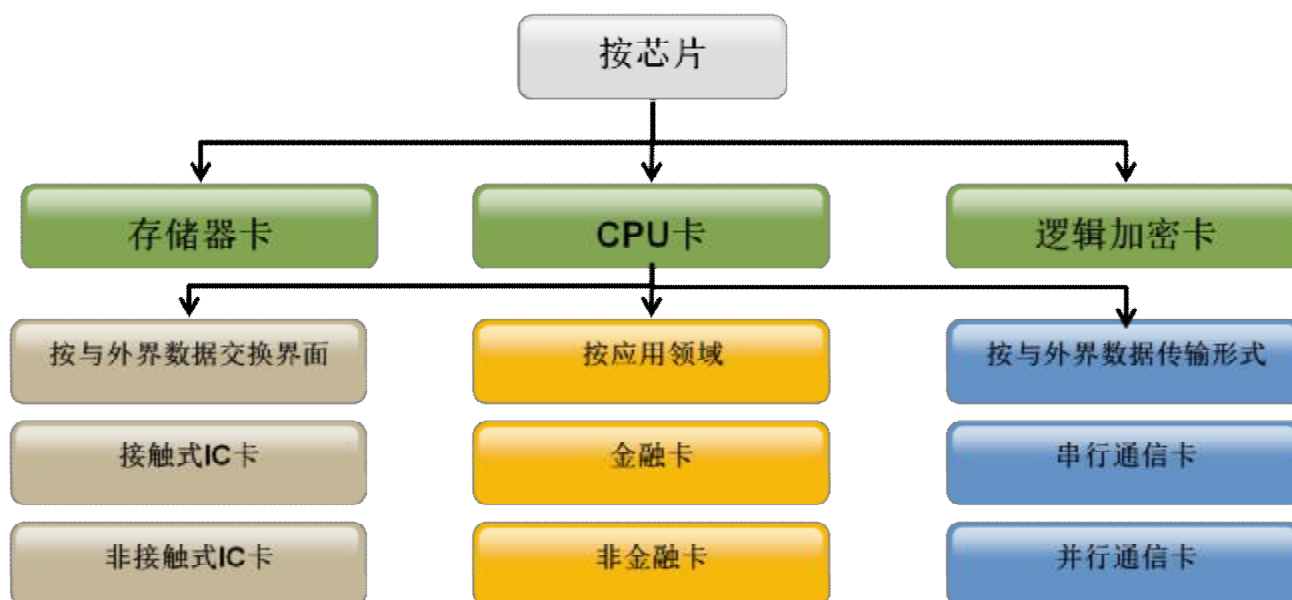 按芯片
存储器卡
CPU卡
逻辑加密卡
按与外界数据交换界面
按应用领域
按与外界数据传输形式
接触式IC卡
金融卡
串行通信卡
非接触式IC卡
非金融卡
并行通信卡